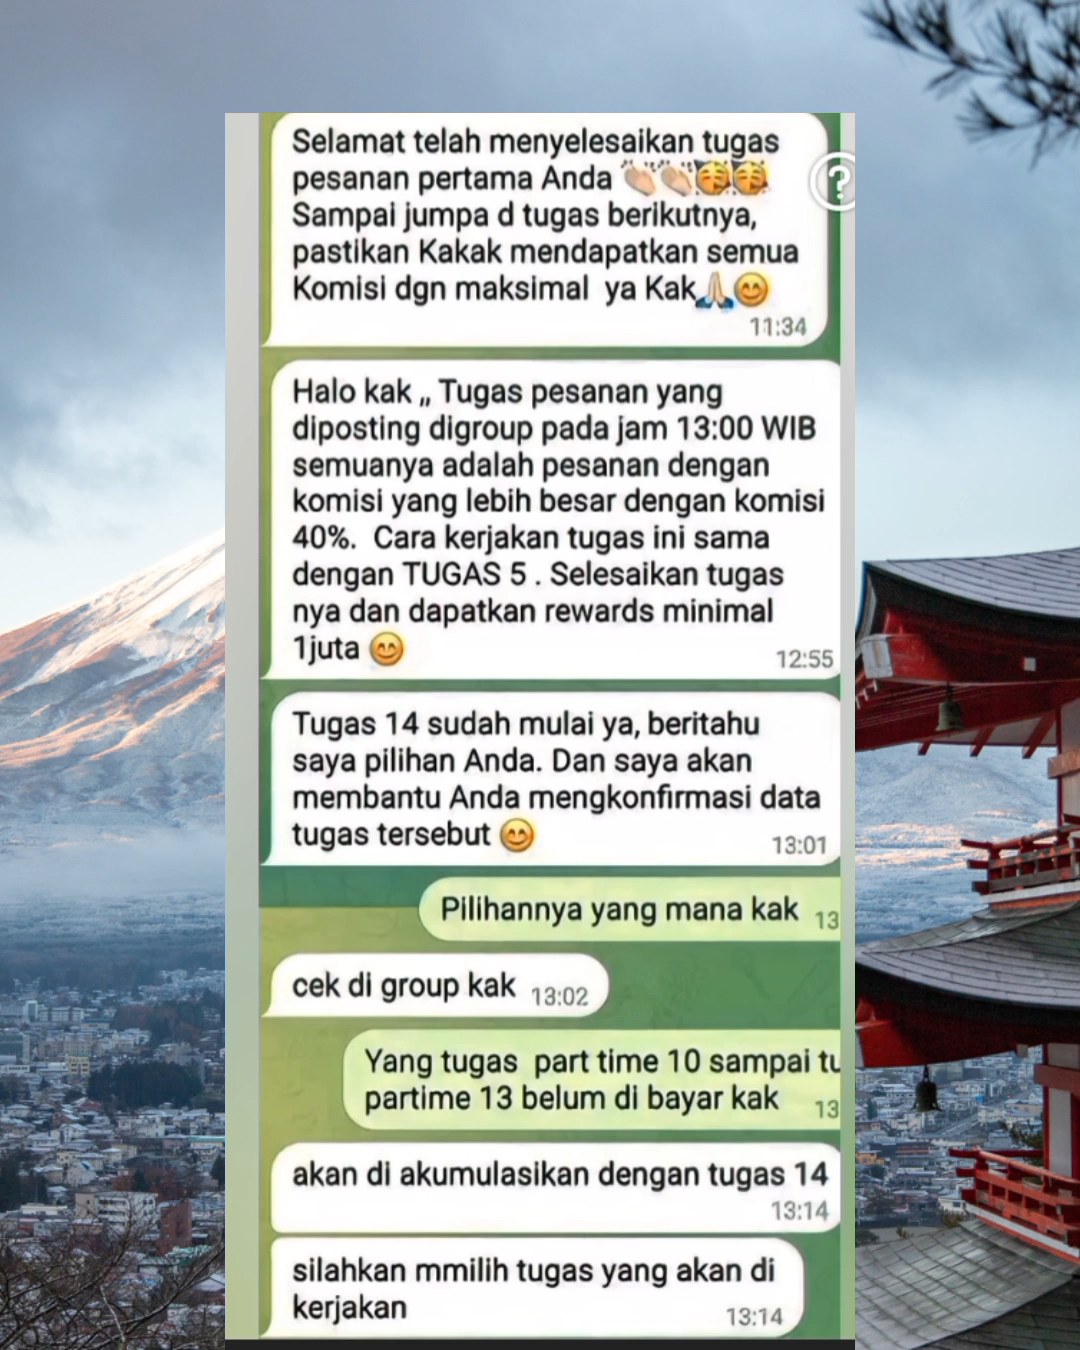 Selamat telah menyelesaikan tugas
pesanan pertama Anda 👏🏻👏🏻🥳🥳
?
Sampai jumpa d tugas berikutnya,
pastikan Kakak mendapatkan semua
Komisi dgn maksimal ya Kak🙏🏻😊
11:34
Halo kak „ Tugas pesanan yang
diposting digroup pada jam 13:00 WIB
semuanya adalah pesanan dengan
komisi yang lebih besar dengan komisi
40%. Cara kerjakan tugas ini sama
dengan TUGAS 5 . Selesaikan tugas
nya dan dapatkan rewards minimal
1juta 😊
12:55
Tugas 14 sudah mulai ya, beritahu
saya pilihan Anda. Dan saya akan
membantu Anda mengkonfirmasi data
tugas tersebut 😊
13:01
Pilihannya yang mana kak 13
cek di group kak 13:02
Yang tugas part time 10 sampai
partime 13 belum di bayar kak 13
akan di akumulasikan dengan tugas 14
13:14
silahkan mmilih tugas yang akan di
kerjakan 13:14